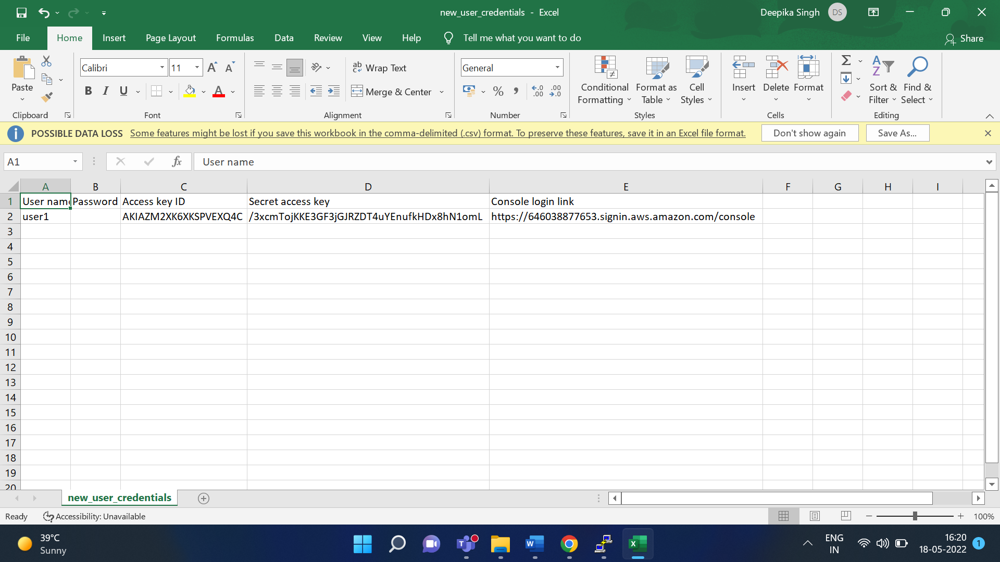 new_user_credentials - Excel
Deepika Singh
DS
File
Home
Insert
Page Layout
Formulas
Data
Review
View
Help
Tell me what you want to do
Share
Paste
Calibri
11
Wrap Text
Merge & Center
General
Conditional Formatting
Format as Table
Cell Styles
Insert
Delete
Format
Sort & Filter
Find & Select
Clipboard
Font
Alignment
Number
Styles
Cells
Editing
POSSIBLE DATA LOSS Some features might be lost if you save this workbook in the comma-delimited (.csv) format. To preserve these features, save it in an Excel file format.
Don't show again
Save As...
A1
fx
User name
A B C D E F G H I
1 User name Password Access key ID Secret access key Console login link
2 user1 AKIAZM2XK6XKSPVEXQ4C /3xcmTojKKE3GF3jGJRZDT4uYEnufkHDx8hN1omL https://646038877653.signin.aws.amazon.com/console
3
4
5
6
7
8
9
10
11
12
13
14
15
16
17
18
19
20
new_user_credentials
Ready
Accessibility: Unavailable
100%
39°C
Sunny
ENG
IN
16:20
18-05-2022
1